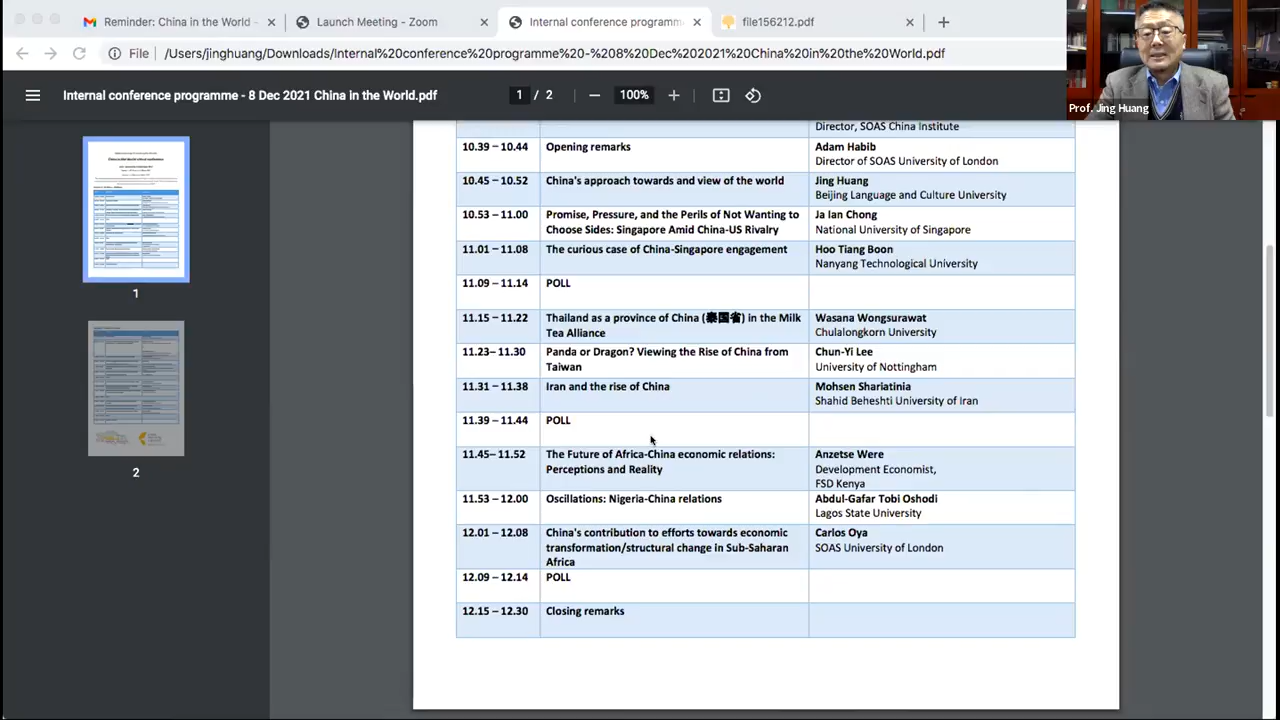 Reminder: China in the World -
Launch Meeting - Zoom
Internal conference programm
file156212.pdf
File
/Users/jinghuang/Downloads/Internal%20conference%20programme%20-%208%20Dec%202021%20China%20in%20the%20World.pdf
Prof. Jing Huang
Internal conference programme - 8 Dec 2021 China in the World.pdf
1 / 2
100%
1
2
Director, SOAS China Institute
10.39 – 10.44 Opening remarks Adam Habib
Director of SOAS University of London
10.45 – 10.52 China's approach towards and view of the world Jing Huang
Beijing Language and Culture University
10.53 – 11.00 Promise, Pressure, and the Perils of Not Wanting to Ja Ian Chong
Choose Sides: Singapore Amid China-US Rivalry National University of Singapore
11.01 – 11.08 The curious case of China-Singapore engagement Hoo Tiang Boon
Nanyang Technological University
11.09 – 11.14 POLL
11.15 – 11.22 Thailand as a province of China (泰国省) in the Milk Wasana Wongsurawat
Tea Alliance Chulalongkorn University
11.23– 11.30 Panda or Dragon? Viewing the Rise of China from Chun-Yi Lee
Taiwan University of Nottingham
11.31 – 11.38 Iran and the rise of China Mohsen Shariatinia
Shahid Beheshti University of Iran
11.39 – 11.44 POLL
11.45– 11.52 The Future of Africa-China economic relations: Anzetse Were
Perceptions and Reality Development Economist,
FSD Kenya
11.53 – 12.00 Oscillations: Nigeria-China relations Abdul-Gafar Tobi Oshodi
Lagos State University
12.01 – 12.08 China's contribution to efforts towards economic Carlos Oya
transformation/structural change in Sub-Saharan SOAS University of London
Africa
12.09 – 12.14 POLL
12.15 – 12.30 Closing remarks